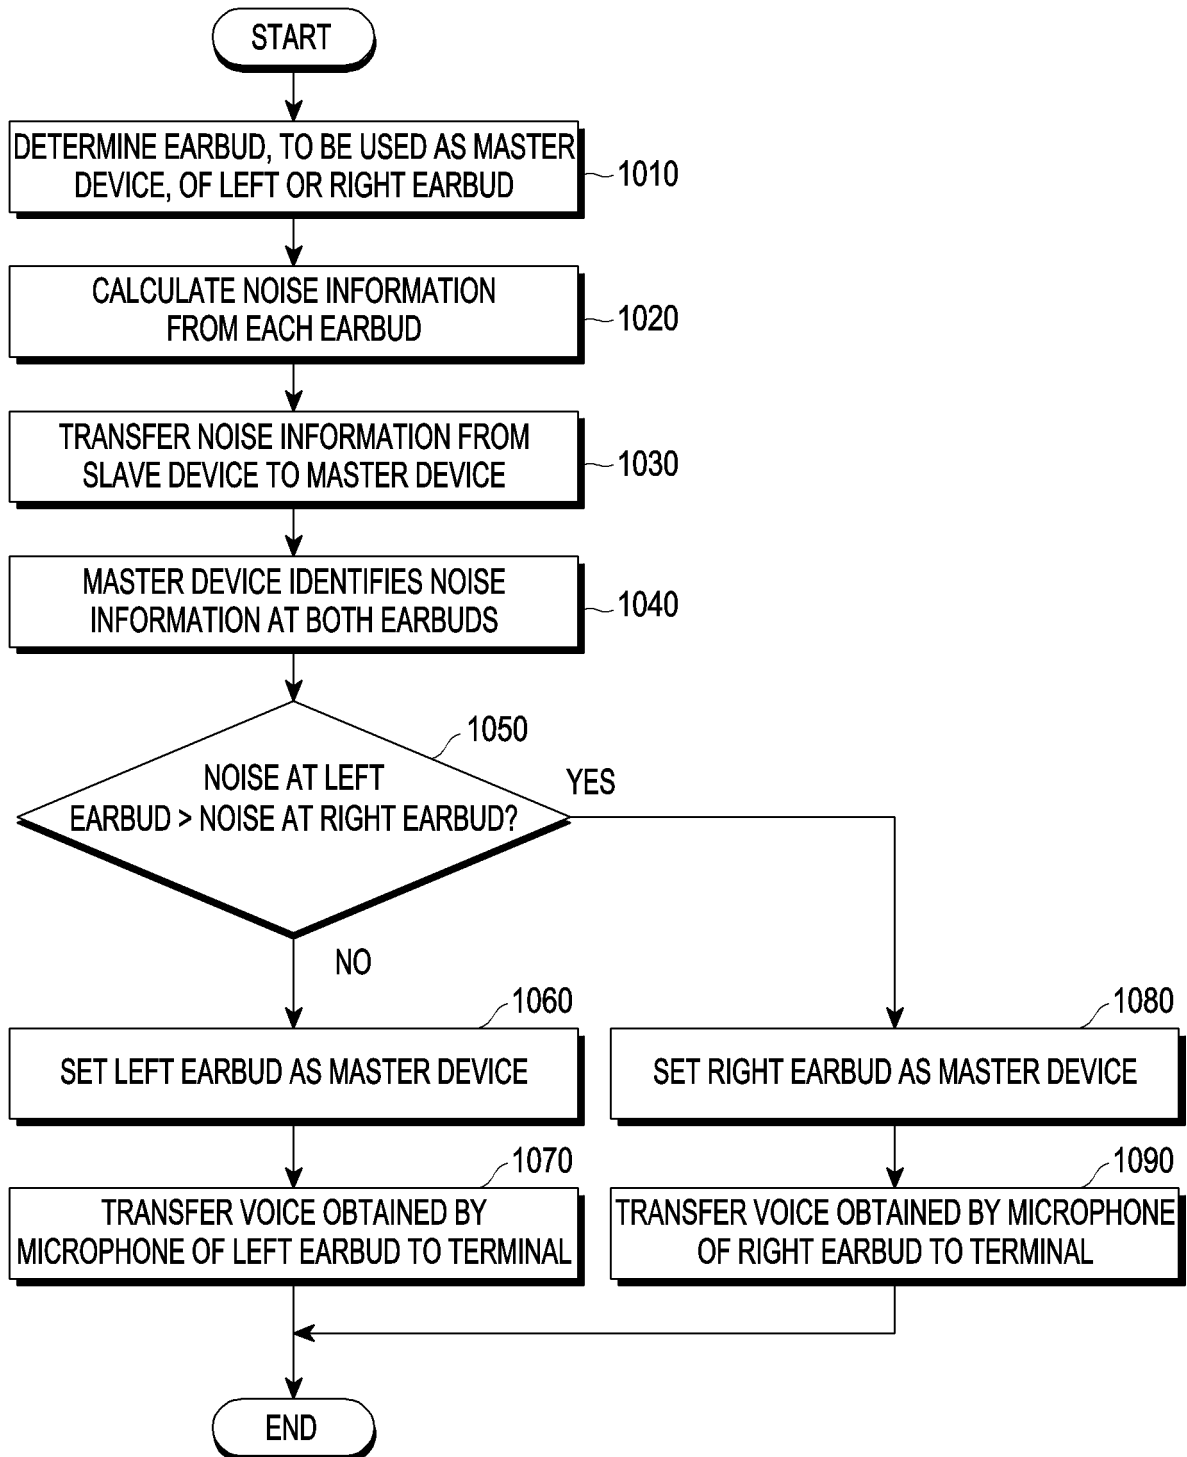 START
DETERMINE EARBUD, TO BE USED AS MASTER
DEVICE, OF LEFT OR RIGHT EARBUD
1010
CALCULATE NOISE INFORMATION
FROM EACH EARBUD
1020
TRANSFER NOISE INFORMATION FROM
SLAVE DEVICE TO MASTER DEVICE
1030
MASTER DEVICE IDENTIFIES NOISE
INFORMATION AT BOTH EARBUDS
1040
1050
NOISE AT LEFT
EARBUD > NOISE AT RIGHT EARBUD?
YES
NO
1060
SET LEFT EARBUD AS MASTER DEVICE
1080
SET RIGHT EARBUD AS MASTER DEVICE
1070
TRANSFER VOICE OBTAINED BY
MICROPHONE OF LEFT EARBUD TO TERMINAL
1090
TRANSFER VOICE OBTAINED BY MICROPHONE
OF RIGHT EARBUD TO TERMINAL
END